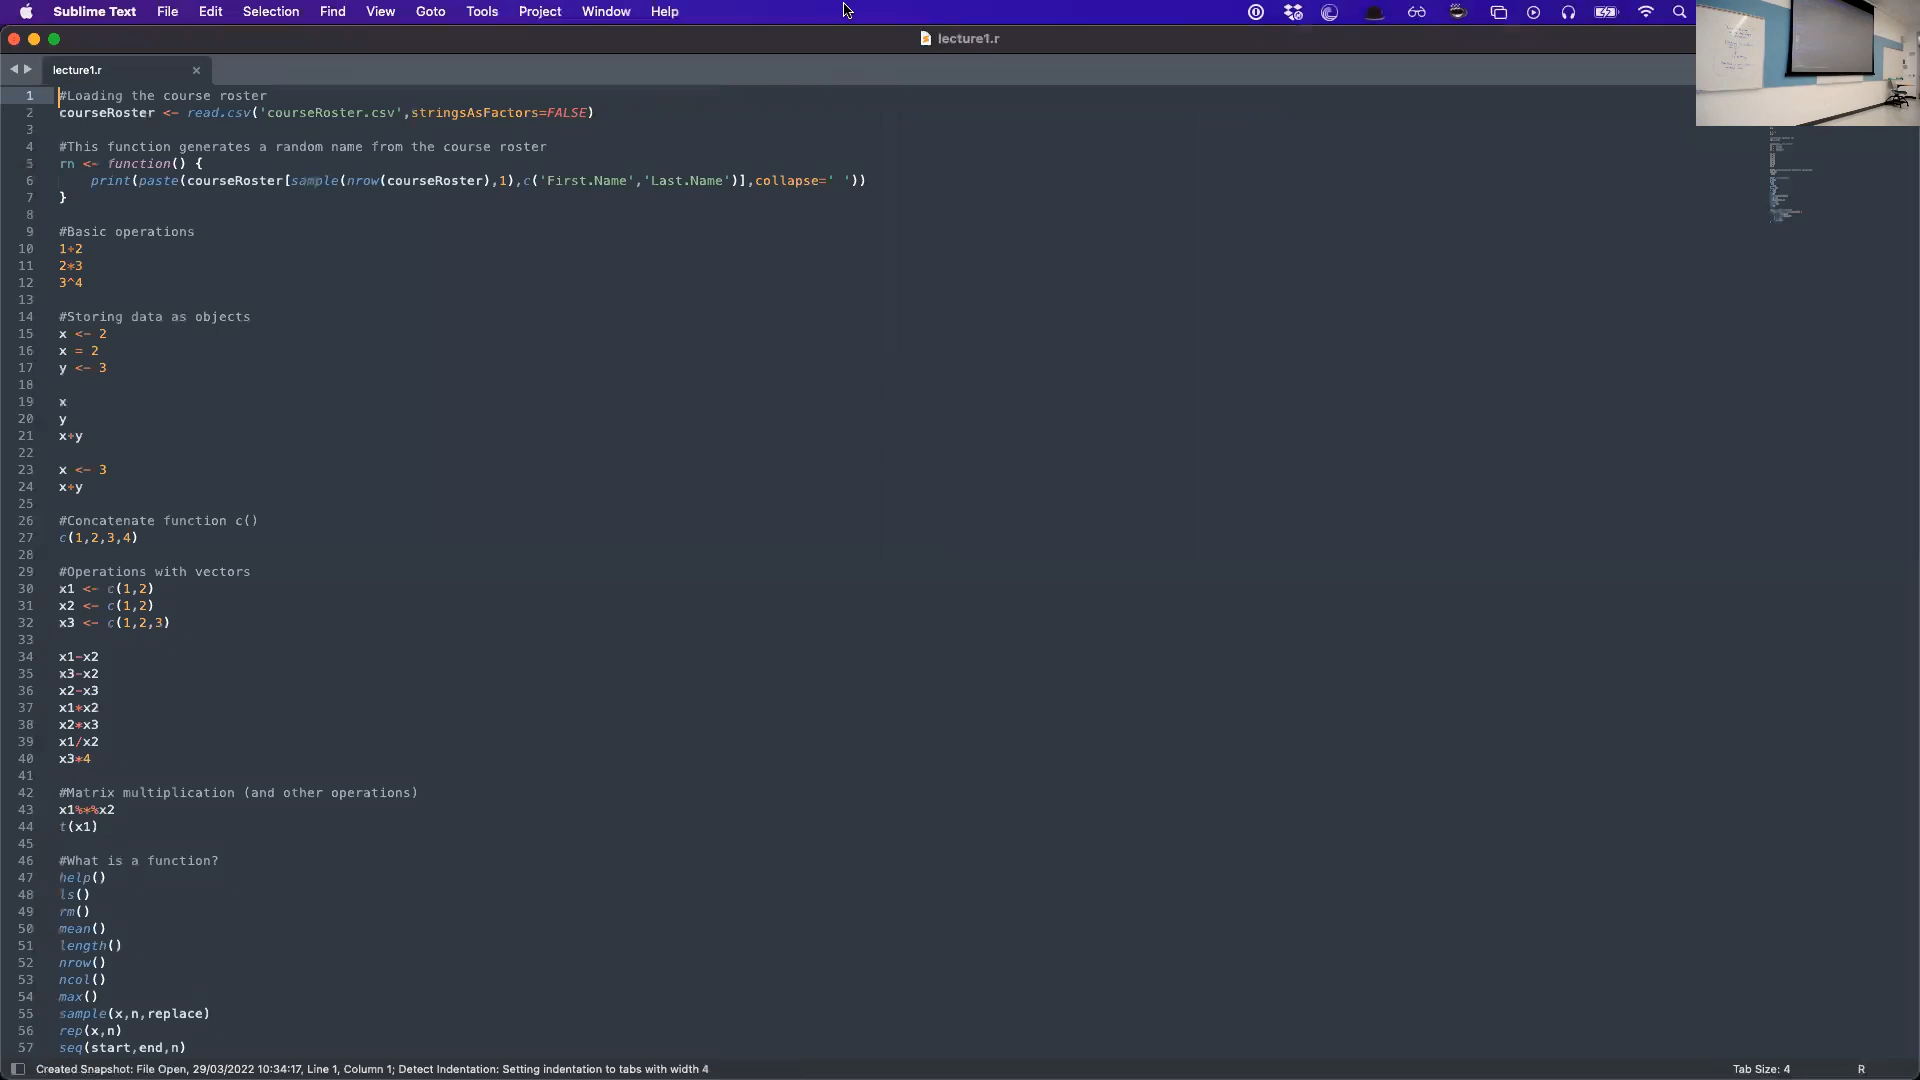 Sublime Text File Edit Selection Find View Goto Tools Project Window Help
lecture1.r
lecture1.r
1 #Loading the course roster
2 courseRoster <- read.csv('courseRoster.csv',stringsAsFactors=FALSE)
3
4 #This function generates a random name from the course roster
5 rn <- function() {
6 print(paste(courseRoster[sample(nrow(courseRoster),1),c('First.Name','Last.Name')],collapse=' '))
7 }
8
9 #Basic operations
10 1+2
11 2*3
12 3^4
13
14 #Storing data as objects
15 x <- 2
16 x = 2
17 y <- 3
18
19 x
20 y
21 x+y
22
23 x <- 3
24 x+y
25
26 #Concatenate function c()
27 c(1,2,3,4)
28
29 #Operations with vectors
30 x1 <- c(1,2)
31 x2 <- c(1,2)
32 x3 <- c(1,2,3)
33
34 x1-x2
35 x3-x2
36 x2-x3
37 x1*x2
38 x2*x3
39 x1/x2
40 x3*4
41
42 #Matrix multiplication (and other operations)
43 x1%*%x2
44 t(x1)
45
46 #What is a function?
47 help()
48 ls()
49 rm()
50 mean()
51 length()
52 nrow()
53 ncol()
54 max()
55 sample(x,n,replace)
56 rep(x,n)
57 seq(start,end,n)
Created Snapshot: File Open, 29/03/2022 10:34:17, Line 1, Column 1; Detect Indentation: Setting indentation to tabs with width 4 Tab Size: 4 R